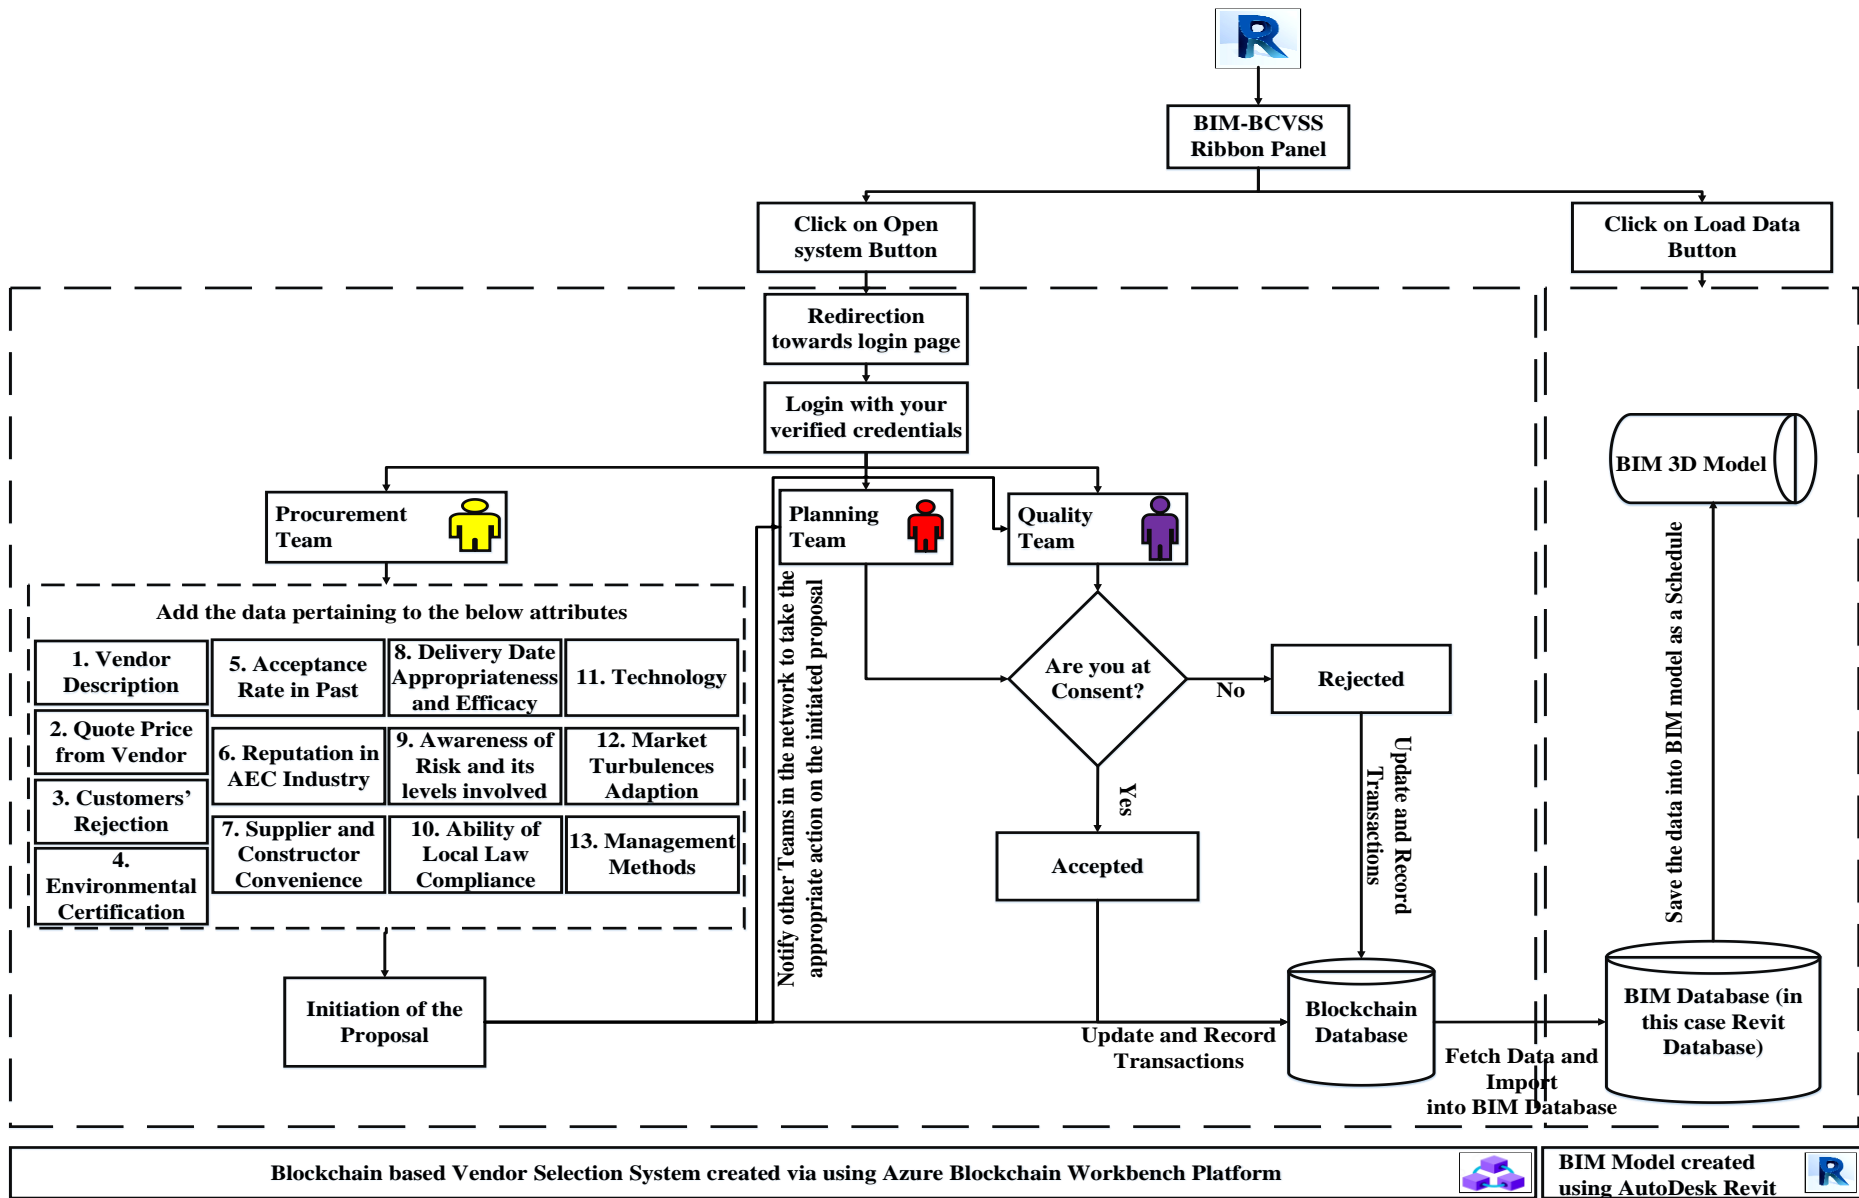 R
BIM-BCVSS
Ribbon Panel
Click on Open
system Button
Click on Load Data
Button
Redirection
towards login page
Login with your
verified credentials
Procurement
Team
Planning
Team
Quality
Team
Add the data pertaining to the below attributes
1. Vendor
Description
2. Quote Price
from Vendor
3. Customers’
Rejection
4.
Environmental
Certification
5. Acceptance
Rate in Past
6. Reputation in
AEC Industry
7. Supplier and
Constructor
Convenience
8. Delivery Date
Appropriateness
and Efficacy
9. Awareness of
Risk and its
levels involved
10. Ability of
Local Law
Compliance
11. Technology
12. Market
Turbulences
Adaption
13. Management
Methods
Initiation of the
Proposal
Notify other Teams in the network to take the
appropriate action on the initiated proposal
Are you at
Consent?
No
Rejected
Yes
Accepted
Update and Record
Transactions
Update and Record
Transactions
Blockchain
Database
Fetch Data and
Import
into BIM Database
BIM 3D Model
Save the data into BIM model as a Schedule
BIM Database (in
this case Revit
Database)
Blockchain based Vendor Selection System created via using Azure Blockchain Workbench Platform
BIM Model created
using AutoDesk Revit
R